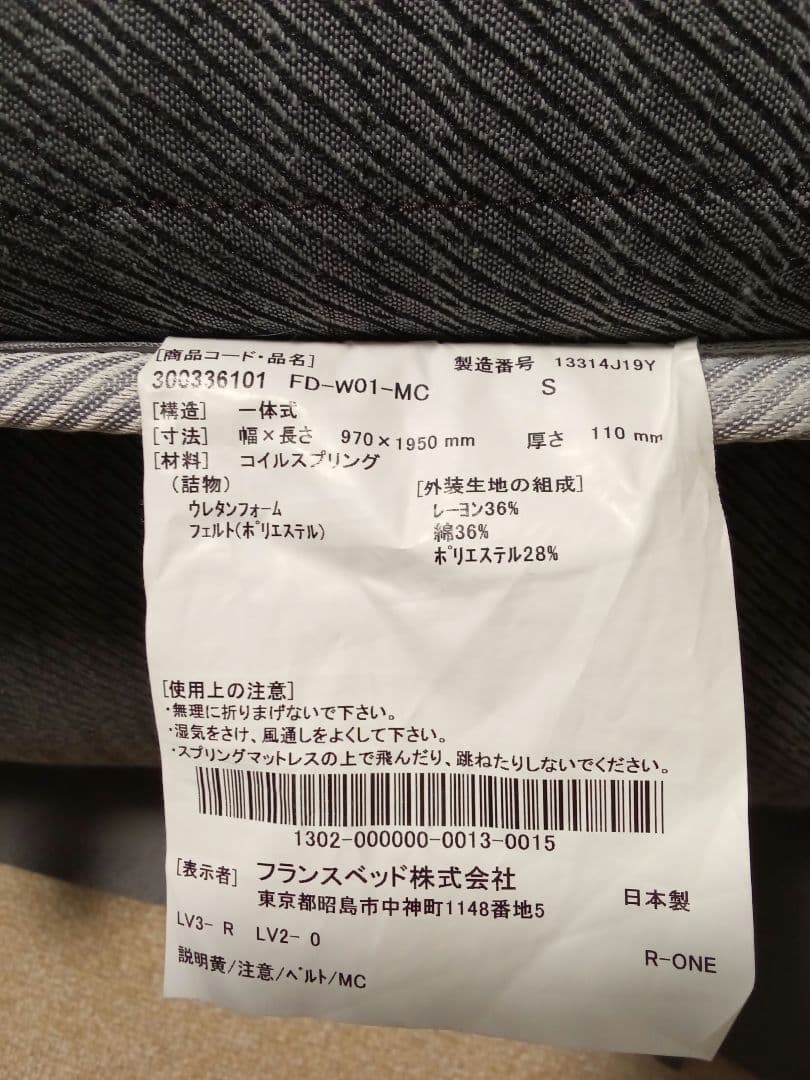 [商品コード・品名]
製造番号 13314J19Y
300336101 FD-W01-MC S
[構造] 一体式
[寸法] 幅×長さ 970×1950 mm 厚さ 110 mm
[材料] コイルスプリング
(詰物) [外装生地の組成]
ウレタンフォーム レーヨン36%
フェルト(ポリエステル) 綿36%
ポリエステル28%
[使用上の注意]
・無理に折りまげないで下さい。
・湿気をさけ、風通しをよくして下さい。
・スプリングマットレスの上で飛んだり、跳ねたりしないでください。
1302-000000-0013-0015
[表示者] フランスベッド株式会社
東京都昭島市中神町1148番地5 日本製
LV3- R LV2- 0
R-ONE
説明黄/注意/ベルト/MC